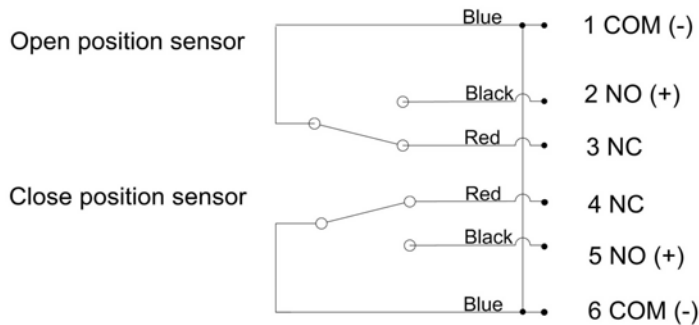 Blue 1 COM (-)
Open position sensor
Black 2 NO (+)
Red 3 NC
Close position sensor Red 4 NC
Black 5 NO (+)
Blue 6 COM (-)